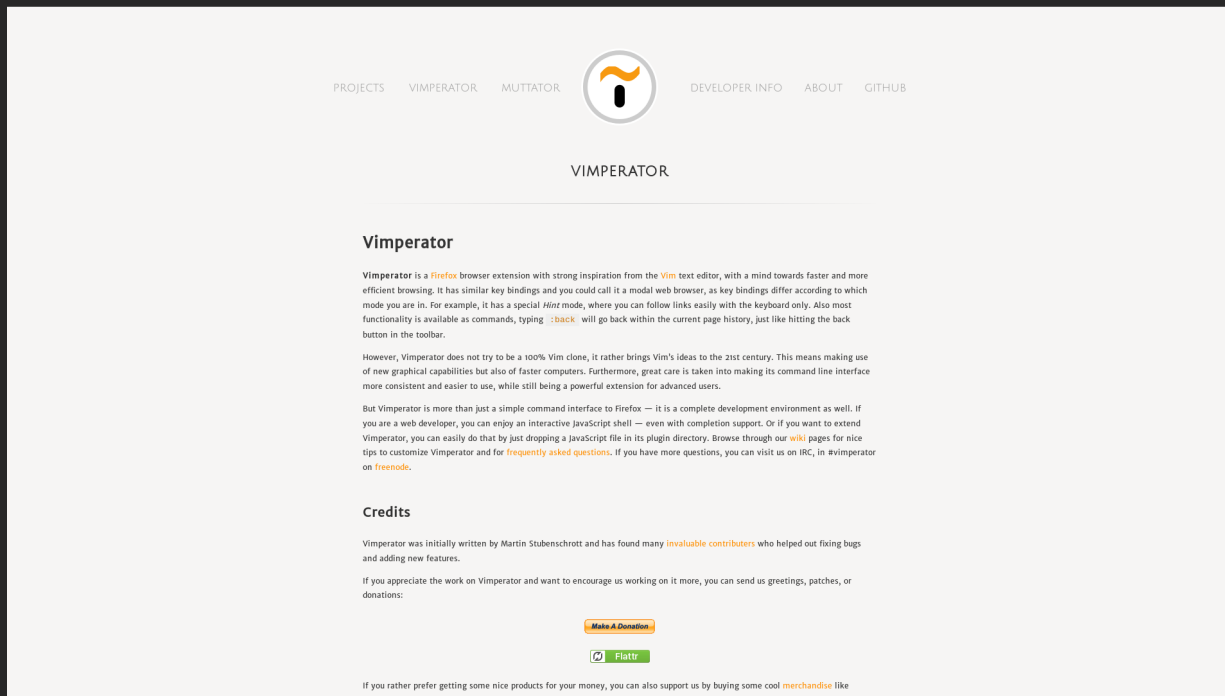 PROJECTS VIMPERATOR MUTTATOR DEVELOPER INFO ABOUT GITHUB
VIMPERATOR
Vimperator
Vimperator is a Firefox browser extension with strong inspiration from the Vim text editor, with a mind towards faster and more
efficient browsing. It has similar key bindings and you could call it a modal web browser, as key bindings differ according to which
mode you are in. For example, it has a special Hint mode, where you can follow links easily with the keyboard only. Also most
functionality is available as commands, typing :back will go back within the current page history, just like hitting the back
button in the toolbar.
However, Vimperator does not try to be a 100% Vim clone, it rather brings Vim's ideas to the 21st century. This means making use
of new graphical capabilities but also of faster computers. Furthermore, great care is taken into making its command line interface
more consistent and easier to use, while still being a powerful extension for advanced users.
But Vimperator is more than just a simple command interface to Firefox — it is a complete development environment as well. If
you are a web developer, you can enjoy an interactive JavaScript shell — even with completion support. Or if you want to extend
Vimperator, you can easily do that by just dropping a JavaScript file in its plugin directory. Browse through our wiki pages for nice
tips to customize Vimperator and for frequently asked questions. If you have more questions, you can visit us on IRC, in #vimperator
on freenode.
Credits
Vimperator was initially written by Martin Stubenschrott and has found many invaluable contributers who helped out fixing bugs
and adding new features.
If you appreciate the work on Vimperator and want to encourage us working on it more, you can send us greetings, patches, or
donations:
Make A Donation
Flattr
If you rather prefer getting some nice products for your money, you can also support us by buying some cool merchandise like